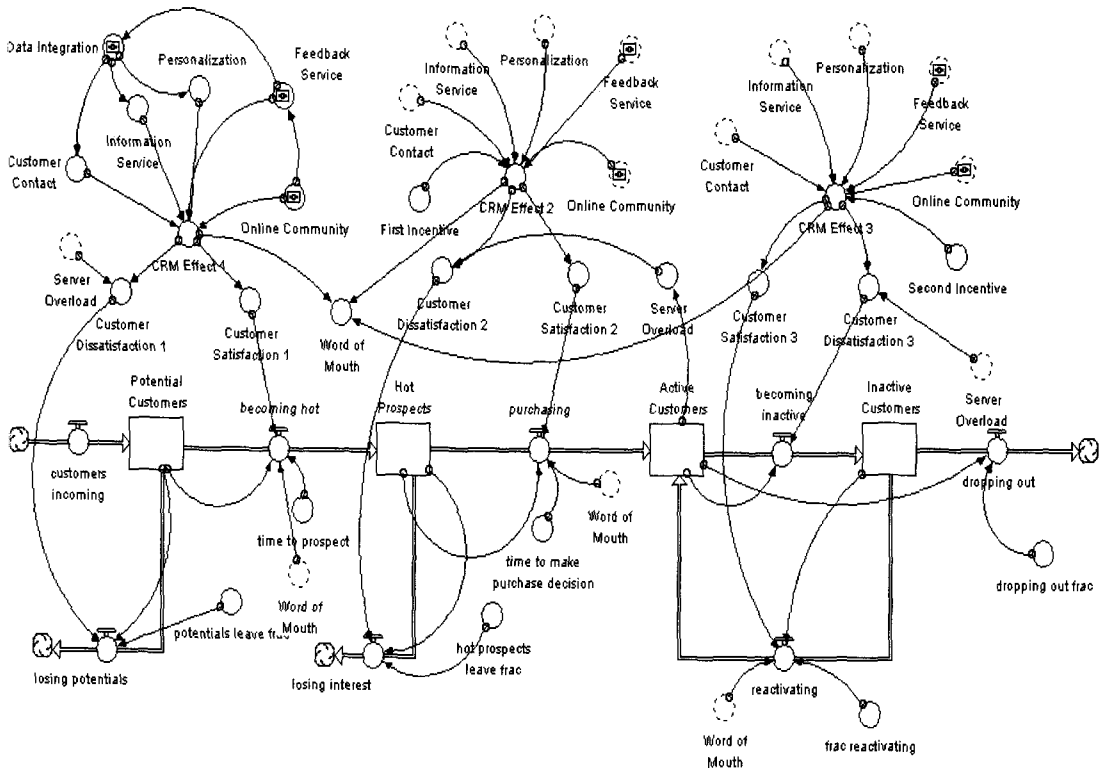 Data Integration
Personalization
Feedback
Service
Information
Service
Customer
Contact
Online Community
CRM Effect 1
Server
Overload
Customer
Dissatisfaction 1
Customer
Satisfaction 1
Word of
Mouth
Information
Service
Personalization
Feedback
Service
Customer
Contact
First Incentive
CRM Effect 2
Online Community
Customer
Dissatisfaction 2
Customer
Satisfaction 2
Server
Overload
Information
Service
Personalization
Feedback
Service
Customer
Contact
Online Community
CRM Effect 3
Second Incentive
Customer
Satisfaction 3
Customer
Dissatisfaction 3
Server
Overload
Potential
Customers
becoming hot
Hot
Prospects
purchasing
Active
Customers
becoming
inactive
Inactive
Customers
customers
incoming
dropping out
time to prospect
Word of
Mouth
time to make
purchase decision
Word of
Mouth
dropping out frac
potentials leave frac
losing potentials
hot prospects
leave frac
losing interest
reactivating
Word of
Mouth
frac reactivating